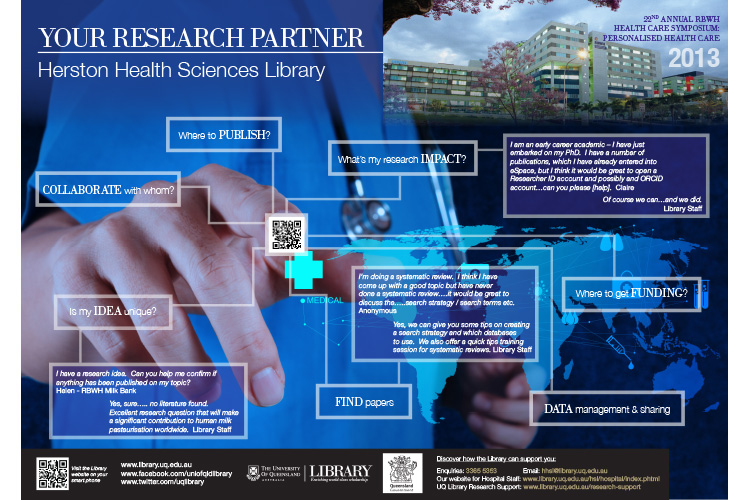 YOUR RESEARCH PARTNER
Herston Health Sciences Library
22ND ANNUAL RBWH
HEALTH CARE SYMPOSIUM:
PERSONALISED HEALTH CARE
2013
Where to PUBLISH?
What's my research IMPACT?
I am an early career academic – I have just
embarked on my PhD. I have a number of
publications, which I have already entered into
eSpace, but I think it would be great to open a
Researcher ID account and possibly and ORCID
account…can you please [help]. Claire
Of course we can…and we did.
Library Staff
COLLABORATE with whom?
MEDICAL
I'm doing a systematic review. I think I have
come up with a good topic but have never
done a systematic review….it would be great to
discuss the…..search strategy / search terms etc.
Anonymous
Yes, we can give you some tips on creating
a search strategy and which databases
to use. We also offer a quick tips training
session for systematic reviews. Library Staff
Where to get FUNDING?
Is my IDEA unique?
I have a research idea. Can you help me confirm if
anything has been published on my topic?
Helen - RBWH Milk Bank
Yes, sure…., no literature found.
Excellent research question that will make
a significant contribution to human milk
pasteurisation worldwide. Library Staff
FIND papers
DATA management & sharing
Visit the Library
website on your
smart phone
www.library.uq.edu.au
www.facebook.com/uniofqldlibrary
www.twitter.com/uqlibrary
THE UNIVERSITY
OF QUEENSLAND
AUSTRALIA
LIBRARY
Enriching world class scholarship
Queensland
Government
Discover how the Library can support you:
Enquiries: 3365 5353 Email: hhsl@library.uq.edu.au
Our website for Hospital Staff: www.library.uq.edu.au/hsl/hospital/index.phtml
UQ Library Research Support: www.library.uq.edu.au/research-support